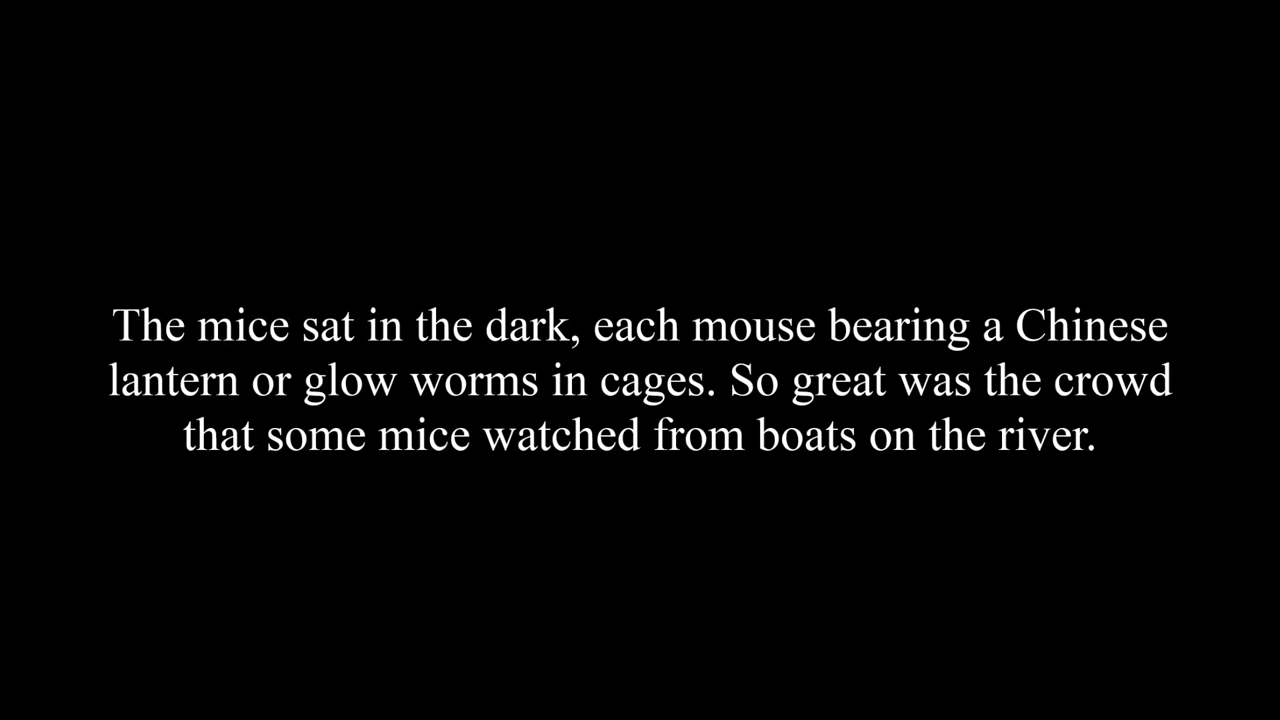 The mice sat in the dark, each mouse bearing a Chinese
lantern or glow worms in cages. So great was the crowd
that some mice watched from boats on the river.